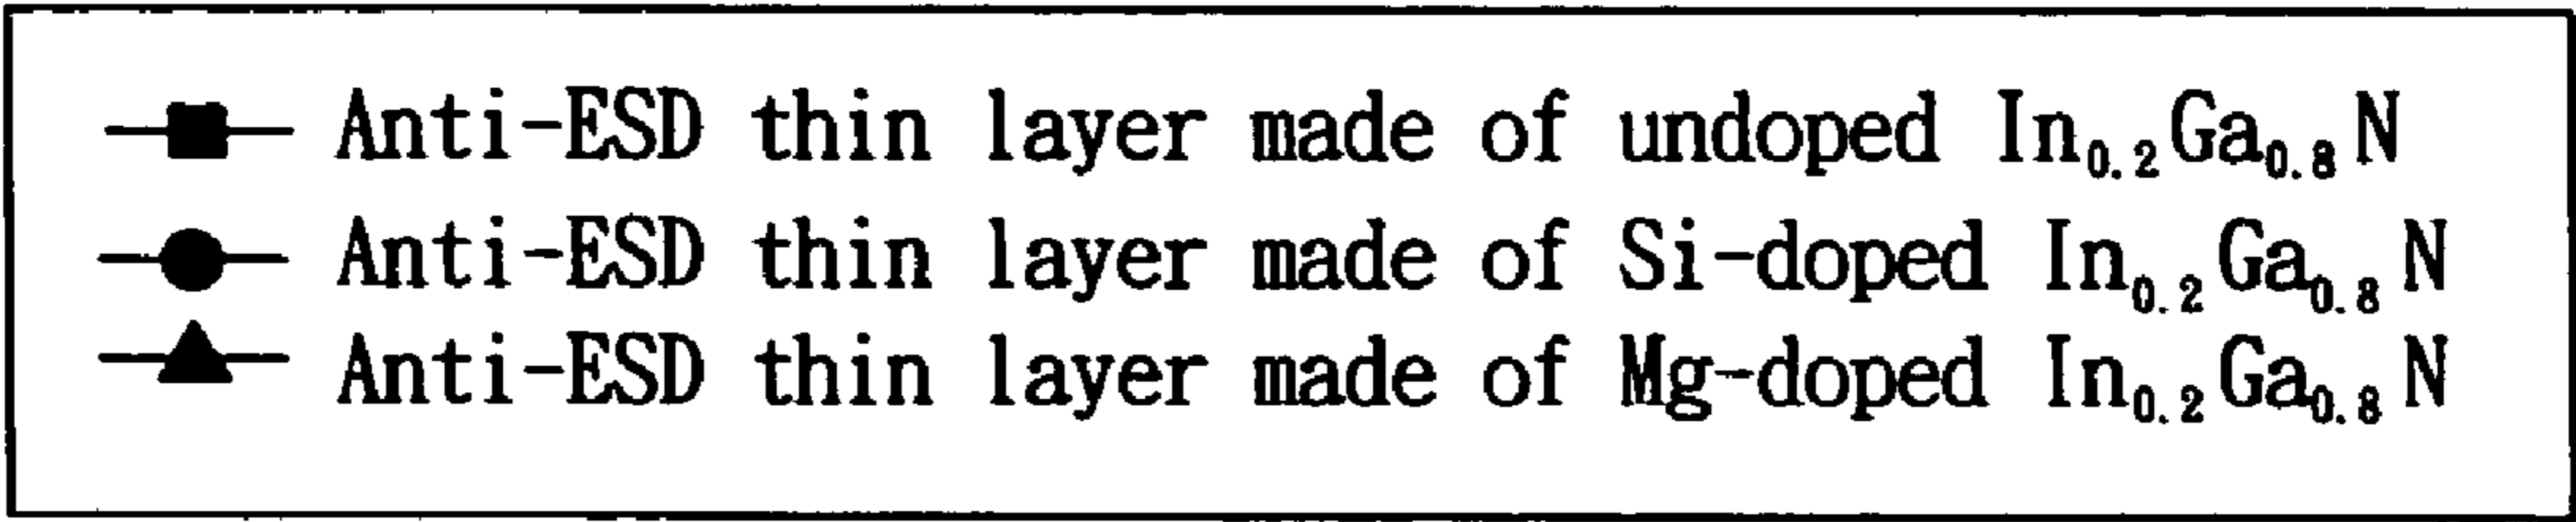 Anti-ESD thin layer made of undoped In₀.₂Ga₀.₈N
Anti-ESD thin layer made of Si-doped In₀.₂Ga₀.₈N
Anti-ESD thin layer made of Mg-doped In₀.₂Ga₀.₈N